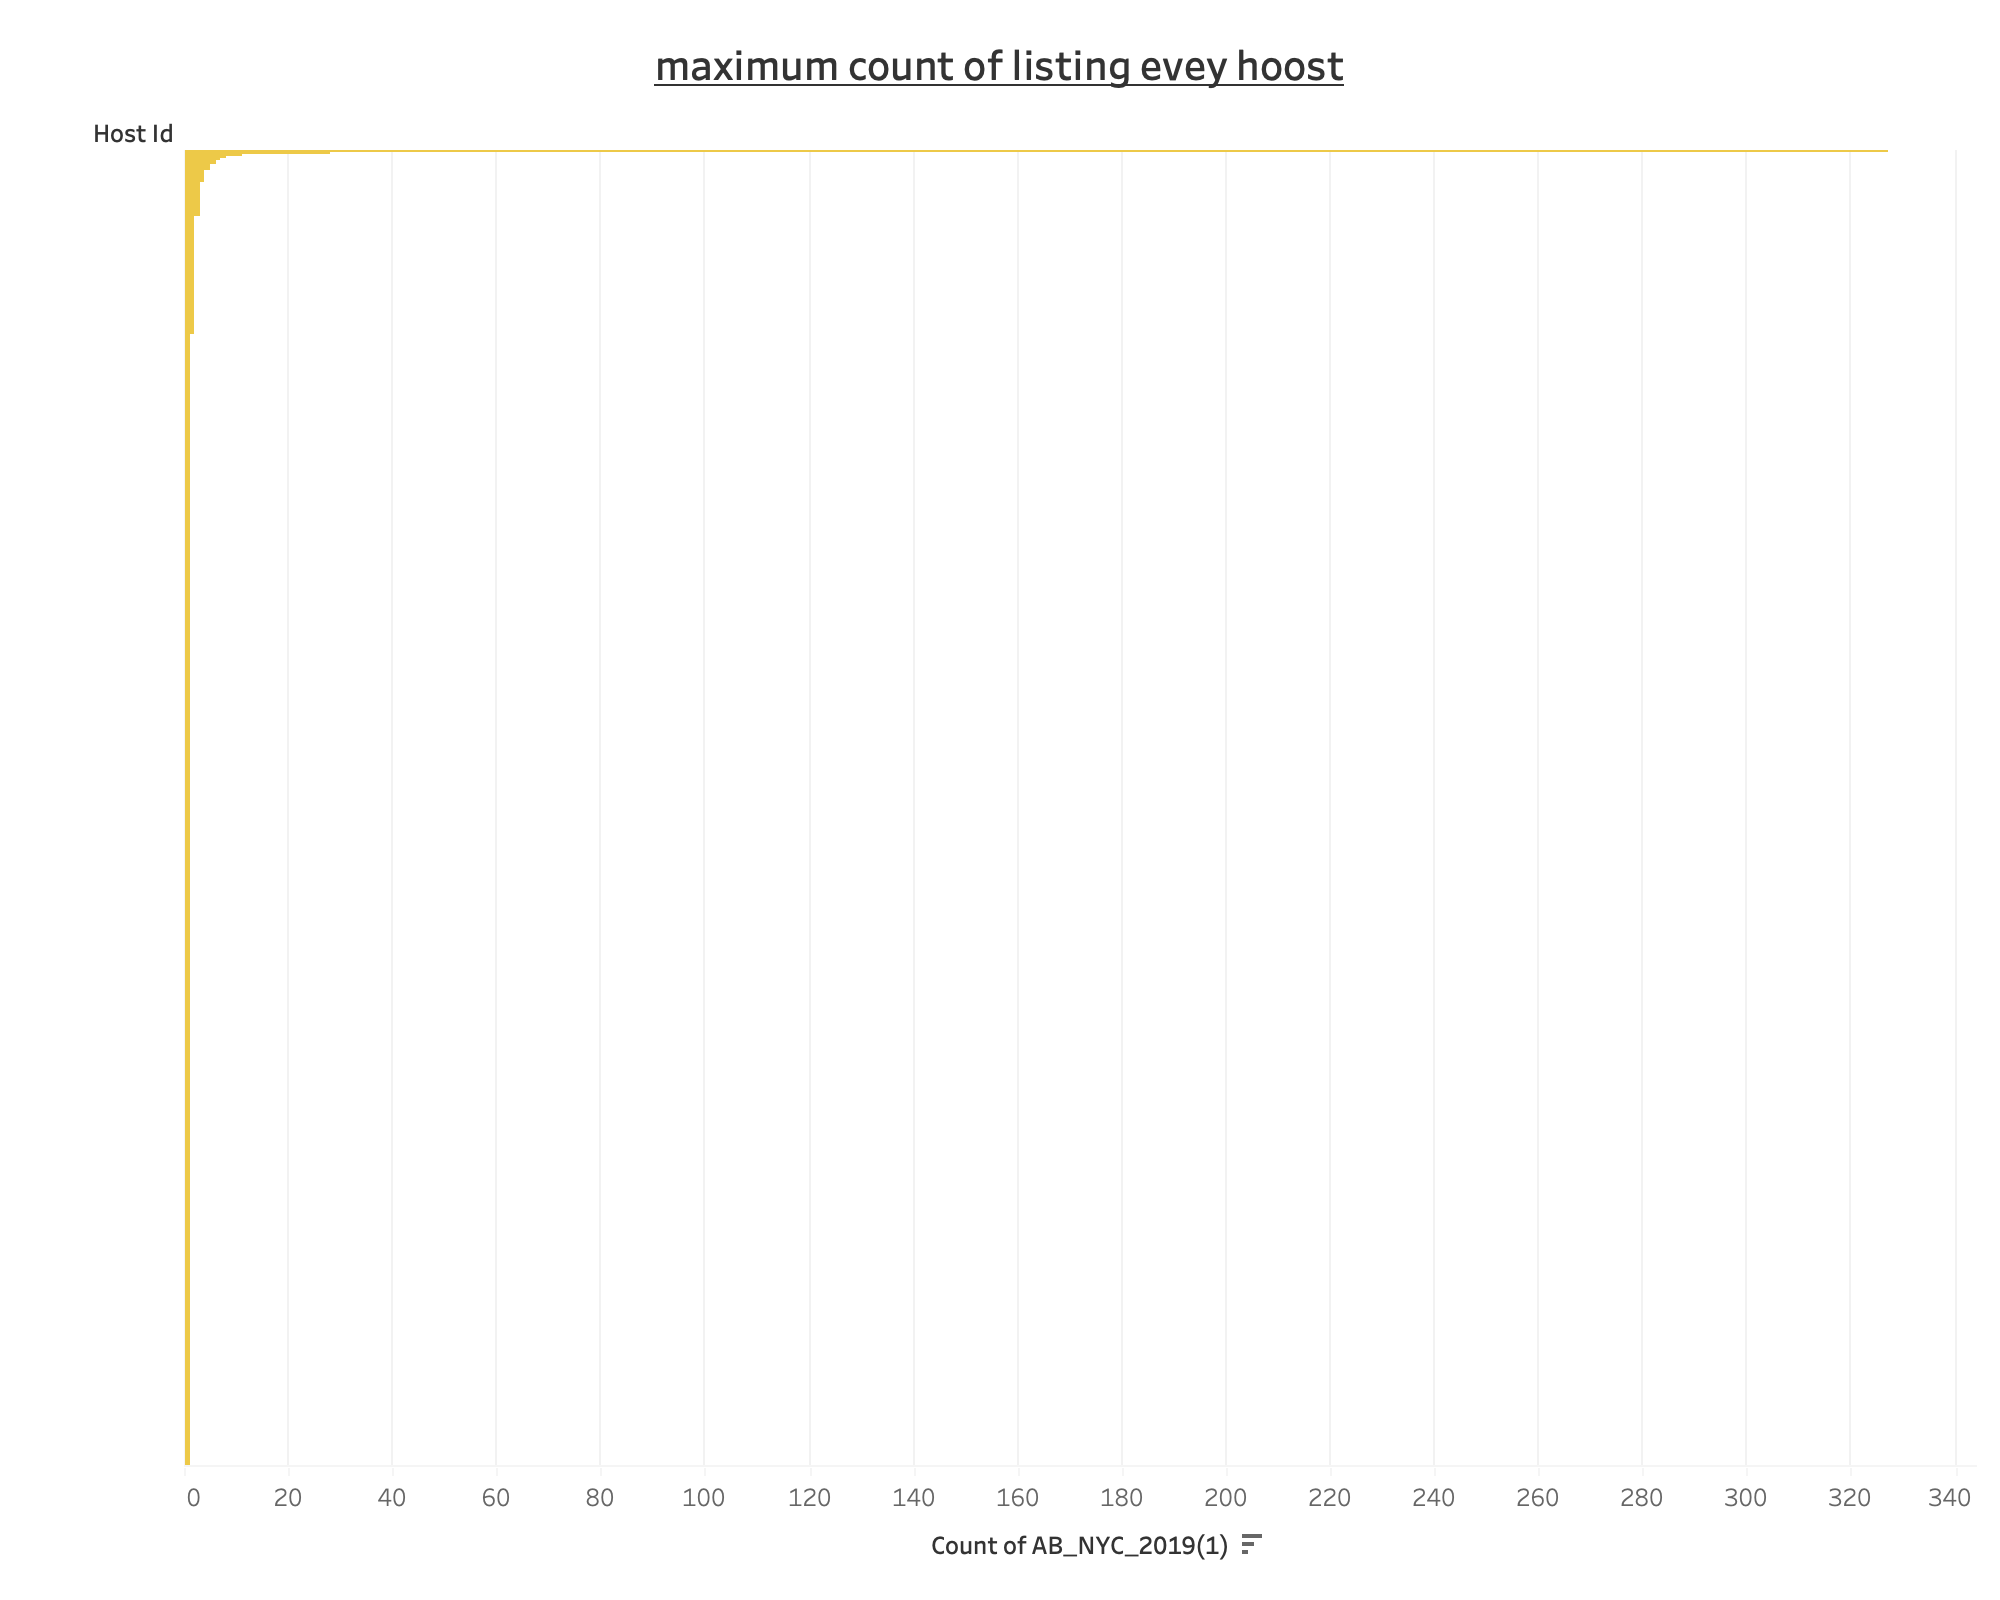 maximum count of listing evey hoost
Host Id
0 20 40 60 80 100 120 140 160 180 200 220 240 260 280 300 320 340
Count of AB_NYC_2019(1)